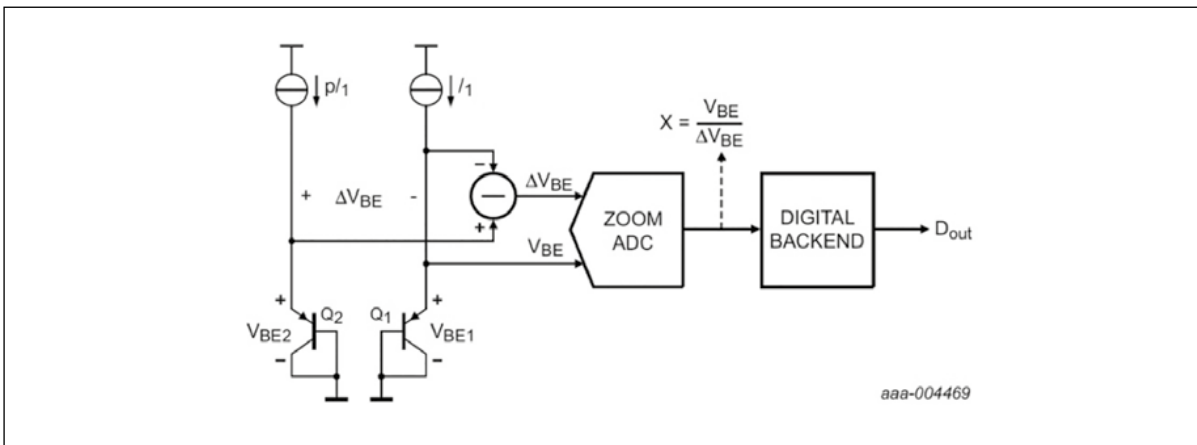 p/1
/1
X = VBE / ΔVBE
−
ΔVBE
+ ΔVBE -
+
ZOOM
ADC
DIGITAL
BACKEND
Dout
VBE
+
+
Q2
Q1
VBE2
VBE1
−
−
aaa-004469